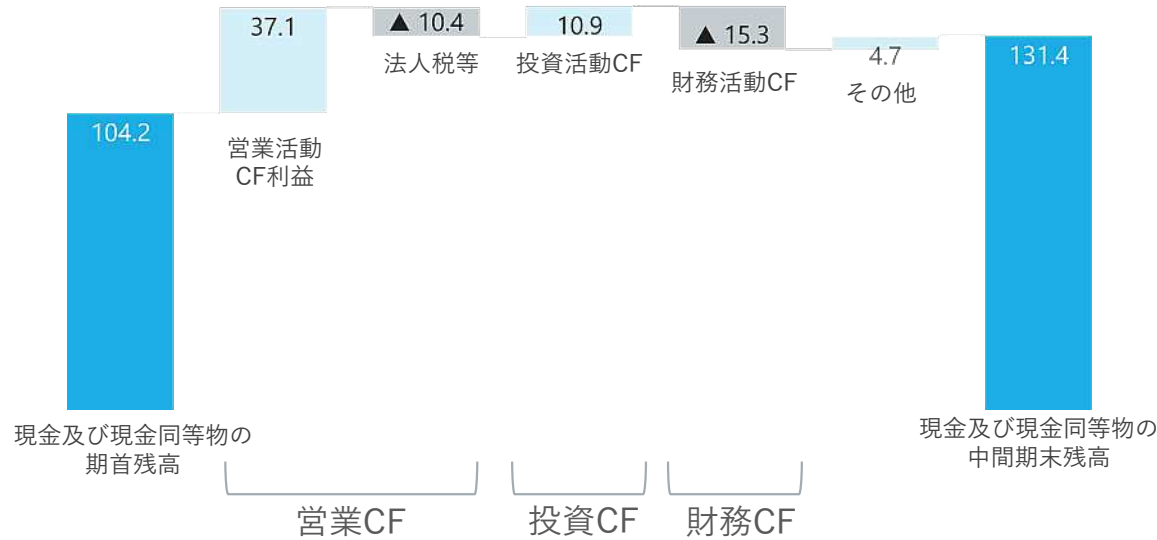 37.1
▲ 10.4
10.9
▲ 15.3
4.7
131.4
104.2
法人税等
投資活動CF
財務活動CF
その他
営業活動
CF利益
現金及び現金同等物の
期首残高
現金及び現金同等物の
中間期末残高
営業CF
投資CF
財務CF